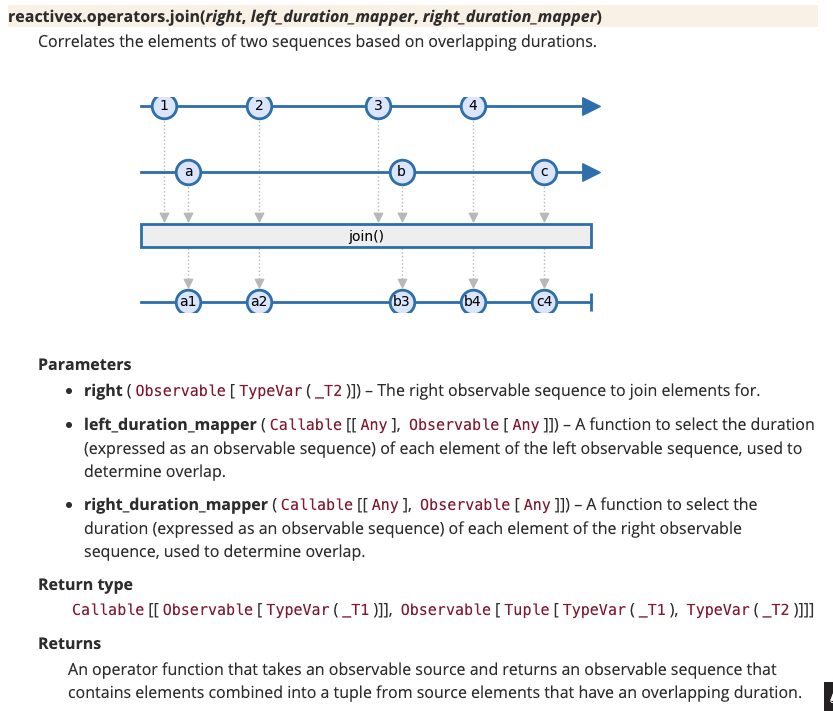 reactivex.operators.join(right, left_duration_mapper, right_duration_mapper)
Correlates the elements of two sequences based on overlapping durations.
1 2 3 4
a b c
join()
a1 a2 b3 b4 c4
Parameters
• right ( Observable [ TypeVar ( _T2 )]) – The right observable sequence to join elements for.
• left_duration_mapper ( Callable [[ Any ], Observable [ Any ]]) – A function to select the duration
(expressed as an observable sequence) of each element of the left observable sequence, used to
determine overlap.
• right_duration_mapper ( Callable [[ Any ], Observable [ Any ]]) – A function to select the
duration (expressed as an observable sequence) of each element of the right observable
sequence, used to determine overlap.
Return type
Callable [[ Observable [ TypeVar ( _T1 )]], Observable [ Tuple [ TypeVar ( _T1 ), TypeVar ( _T2 )]]]
Returns
An operator function that takes an observable source and returns an observable sequence that
contains elements combined into a tuple from source elements that have an overlapping duration.